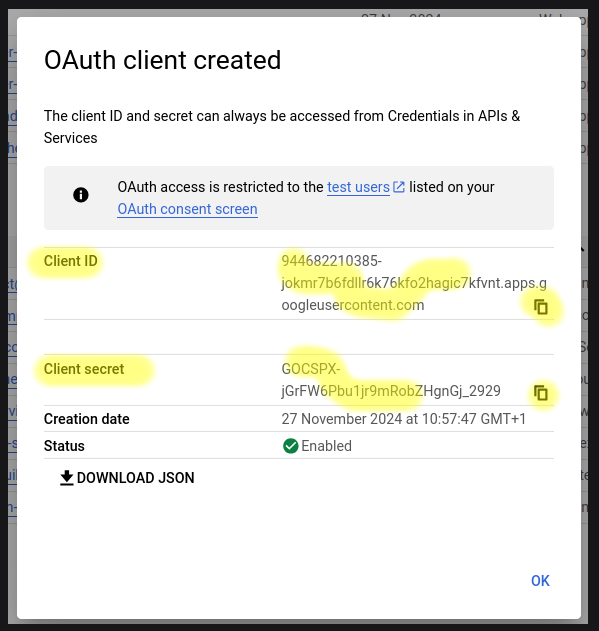 OAuth client created
The client ID and secret can always be accessed from Credentials in APIs &
Services
OAuth access is restricted to the test users listed on your
OAuth consent screen
Client ID
944682210385-
jokmr7b6fdllr6k76kfo2hagic7kfvnt.apps.g
oogleusercontent.com
Client secret
GOCSPX-
jGrFW6Pbu1jr9mRobZHgnGj_2929
Creation date
27 November 2024 at 10:57:47 GMT+1
Status
Enabled
DOWNLOAD JSON
OK